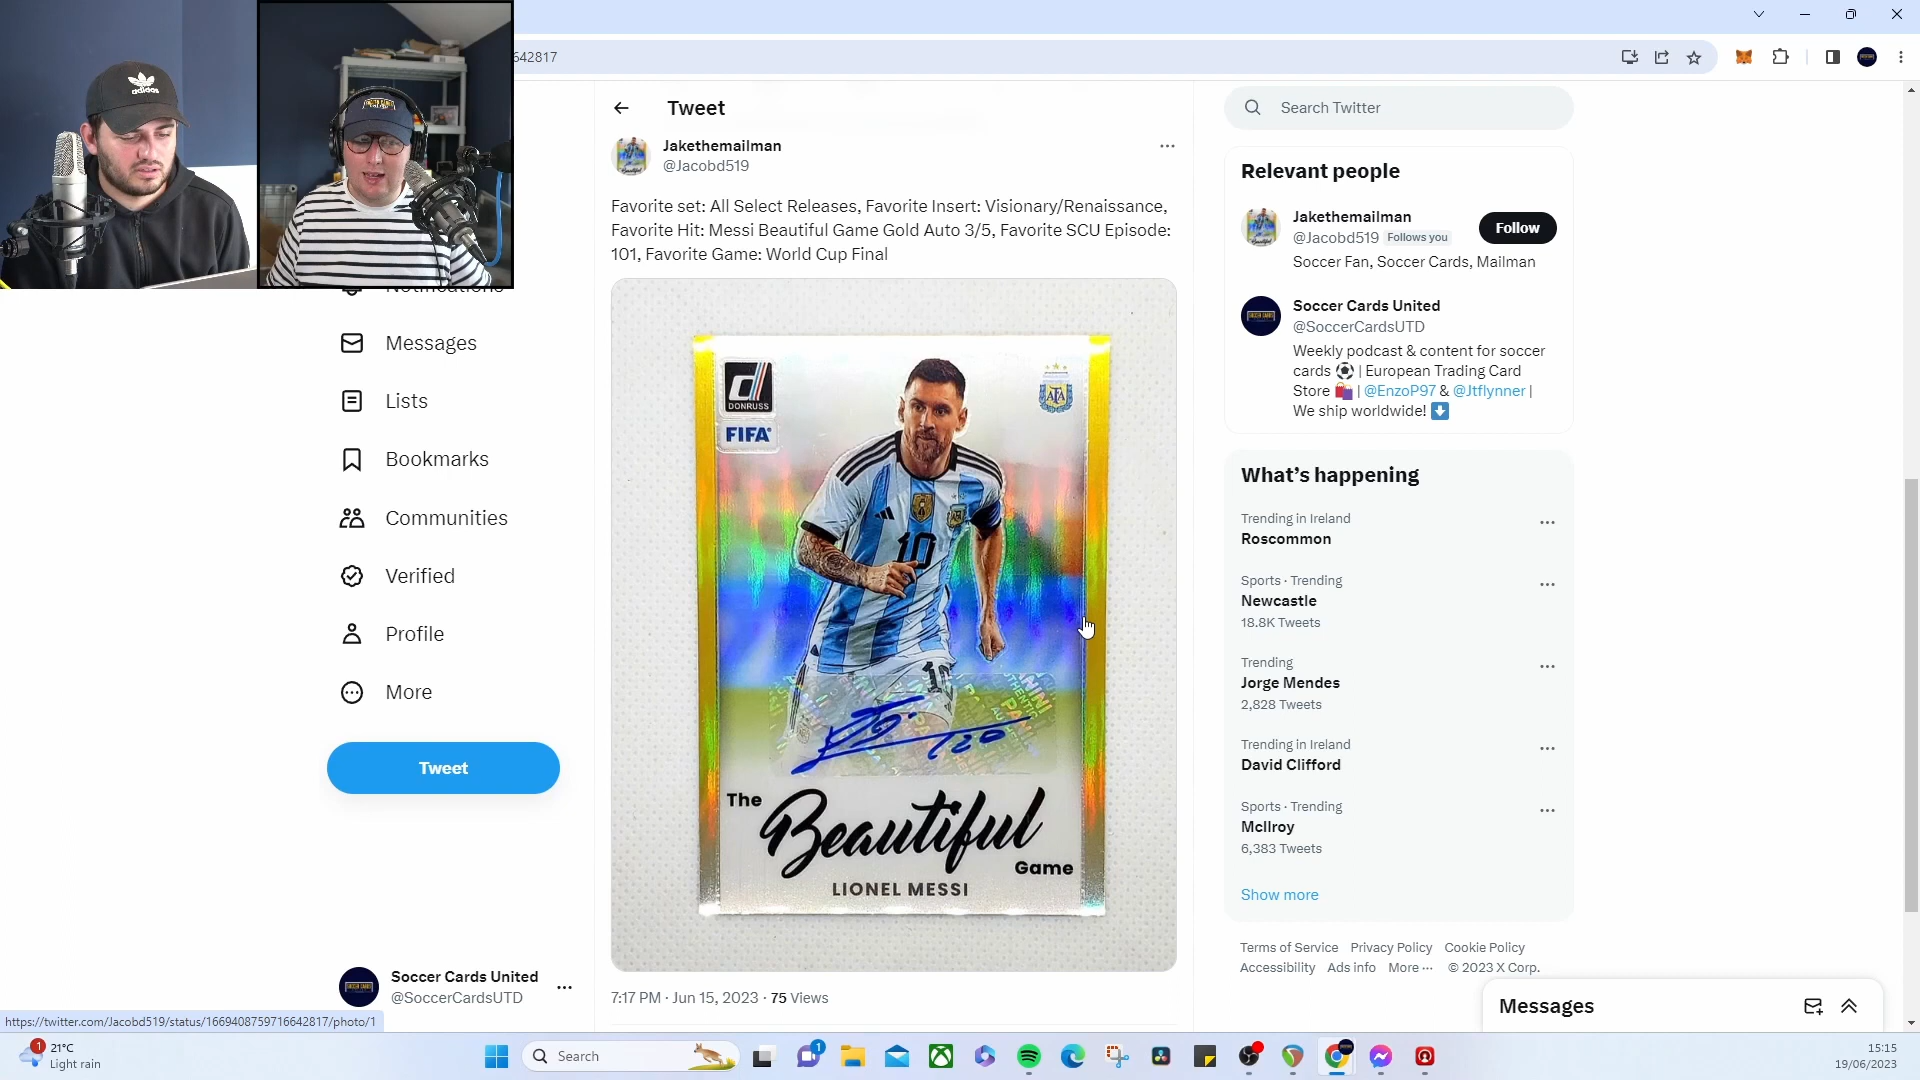 642817
adidas
Tweet
Search Twitter
Jakethemailman
@Jacobd519
Favorite set: All Select Releases, Favorite Insert: Visionary/Renaissance,
Favorite Hit: Messi Beautiful Game Gold Auto 3/5, Favorite SCU Episode:
101, Favorite Game: World Cup Final
Notifications
Messages
Lists
Bookmarks
Communities
Verified
Profile
More
Tweet
Soccer Cards United
@SoccerCardsUTD
DONRUSS
FIFA
AFA
10
10
PANINI
AUTHENTIC
The
Beautiful
Game
LIONEL MESSI
7:17 PM · Jun 15, 2023 · 75 Views
Relevant people
Jakethemailman
@Jacobd519 Follows you
Follow
Soccer Fan, Soccer Cards, Mailman
Soccer Cards United
@SoccerCardsUTD
Weekly podcast & content for soccer
cards ⚽ | European Trading Card
Store 🛍️ | @EnzoP97 & @Jtflynner |
We ship worldwide! ⬇️
What's happening
Trending in Ireland
Roscommon
Sports · Trending
Newcastle
18.8K Tweets
Trending
Jorge Mendes
2,828 Tweets
Trending in Ireland
David Clifford
Sports · Trending
McIlroy
6,383 Tweets
Show more
Terms of Service Privacy Policy Cookie Policy
Accessibility Ads info More ··· © 2023 X Corp.
Messages
https://twitter.com/Jacobd519/status/1669408759716642817/photo/1
1
21°C
Light rain
Search
1
15:15
19/06/2023